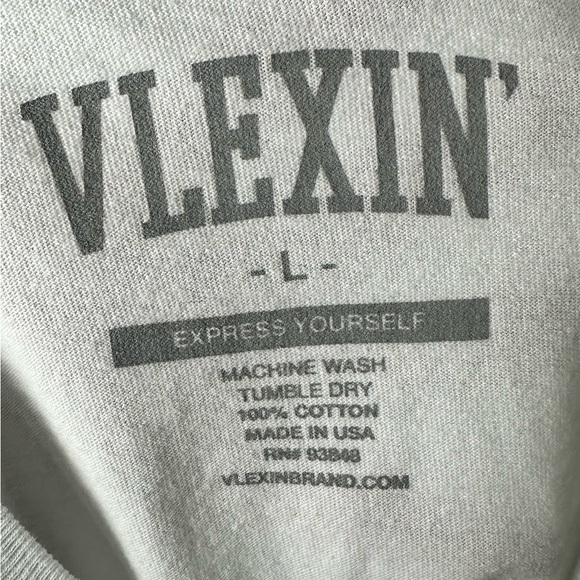 VLEXIN'
- L -
EXPRESS YOURSELF
MACHINE WASH
TUMBLE DRY
100% COTTON
MADE IN USA
RN# 93848
VLEXINBRAND.COM